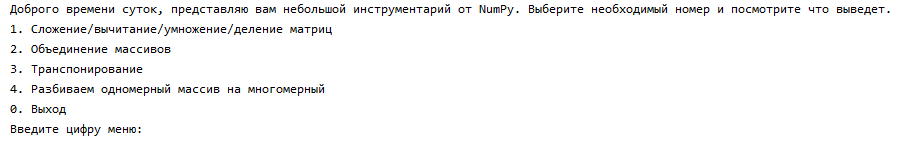 Доброго времени суток, представляю вам небольшой инструментарий от NumPy. Выберите необходимый номер и посмотрите что выведет.
1. Сложение/вычитание/умножение/деление матриц
2. Объединение массивов
3. Транспонирование
4. Разбиваем одномерный массив на многомерный
0. Выход
Введите цифру меню: